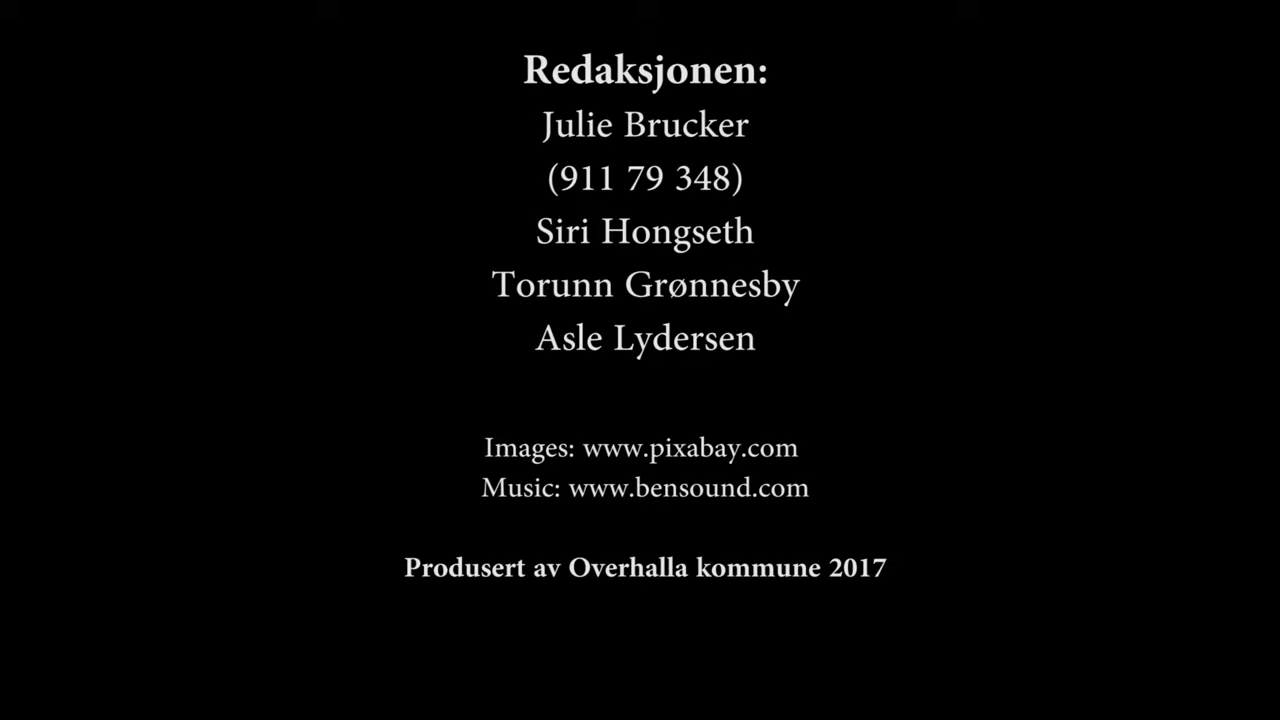 Redaksjonen:
Julie Brucker
(911 79 348)
Siri Hongseth
Torunn Grønnesby
Asle Lydersen
Images: www.pixabay.com
Music: www.bensound.com
Produsert av Overhalla kommune 2017